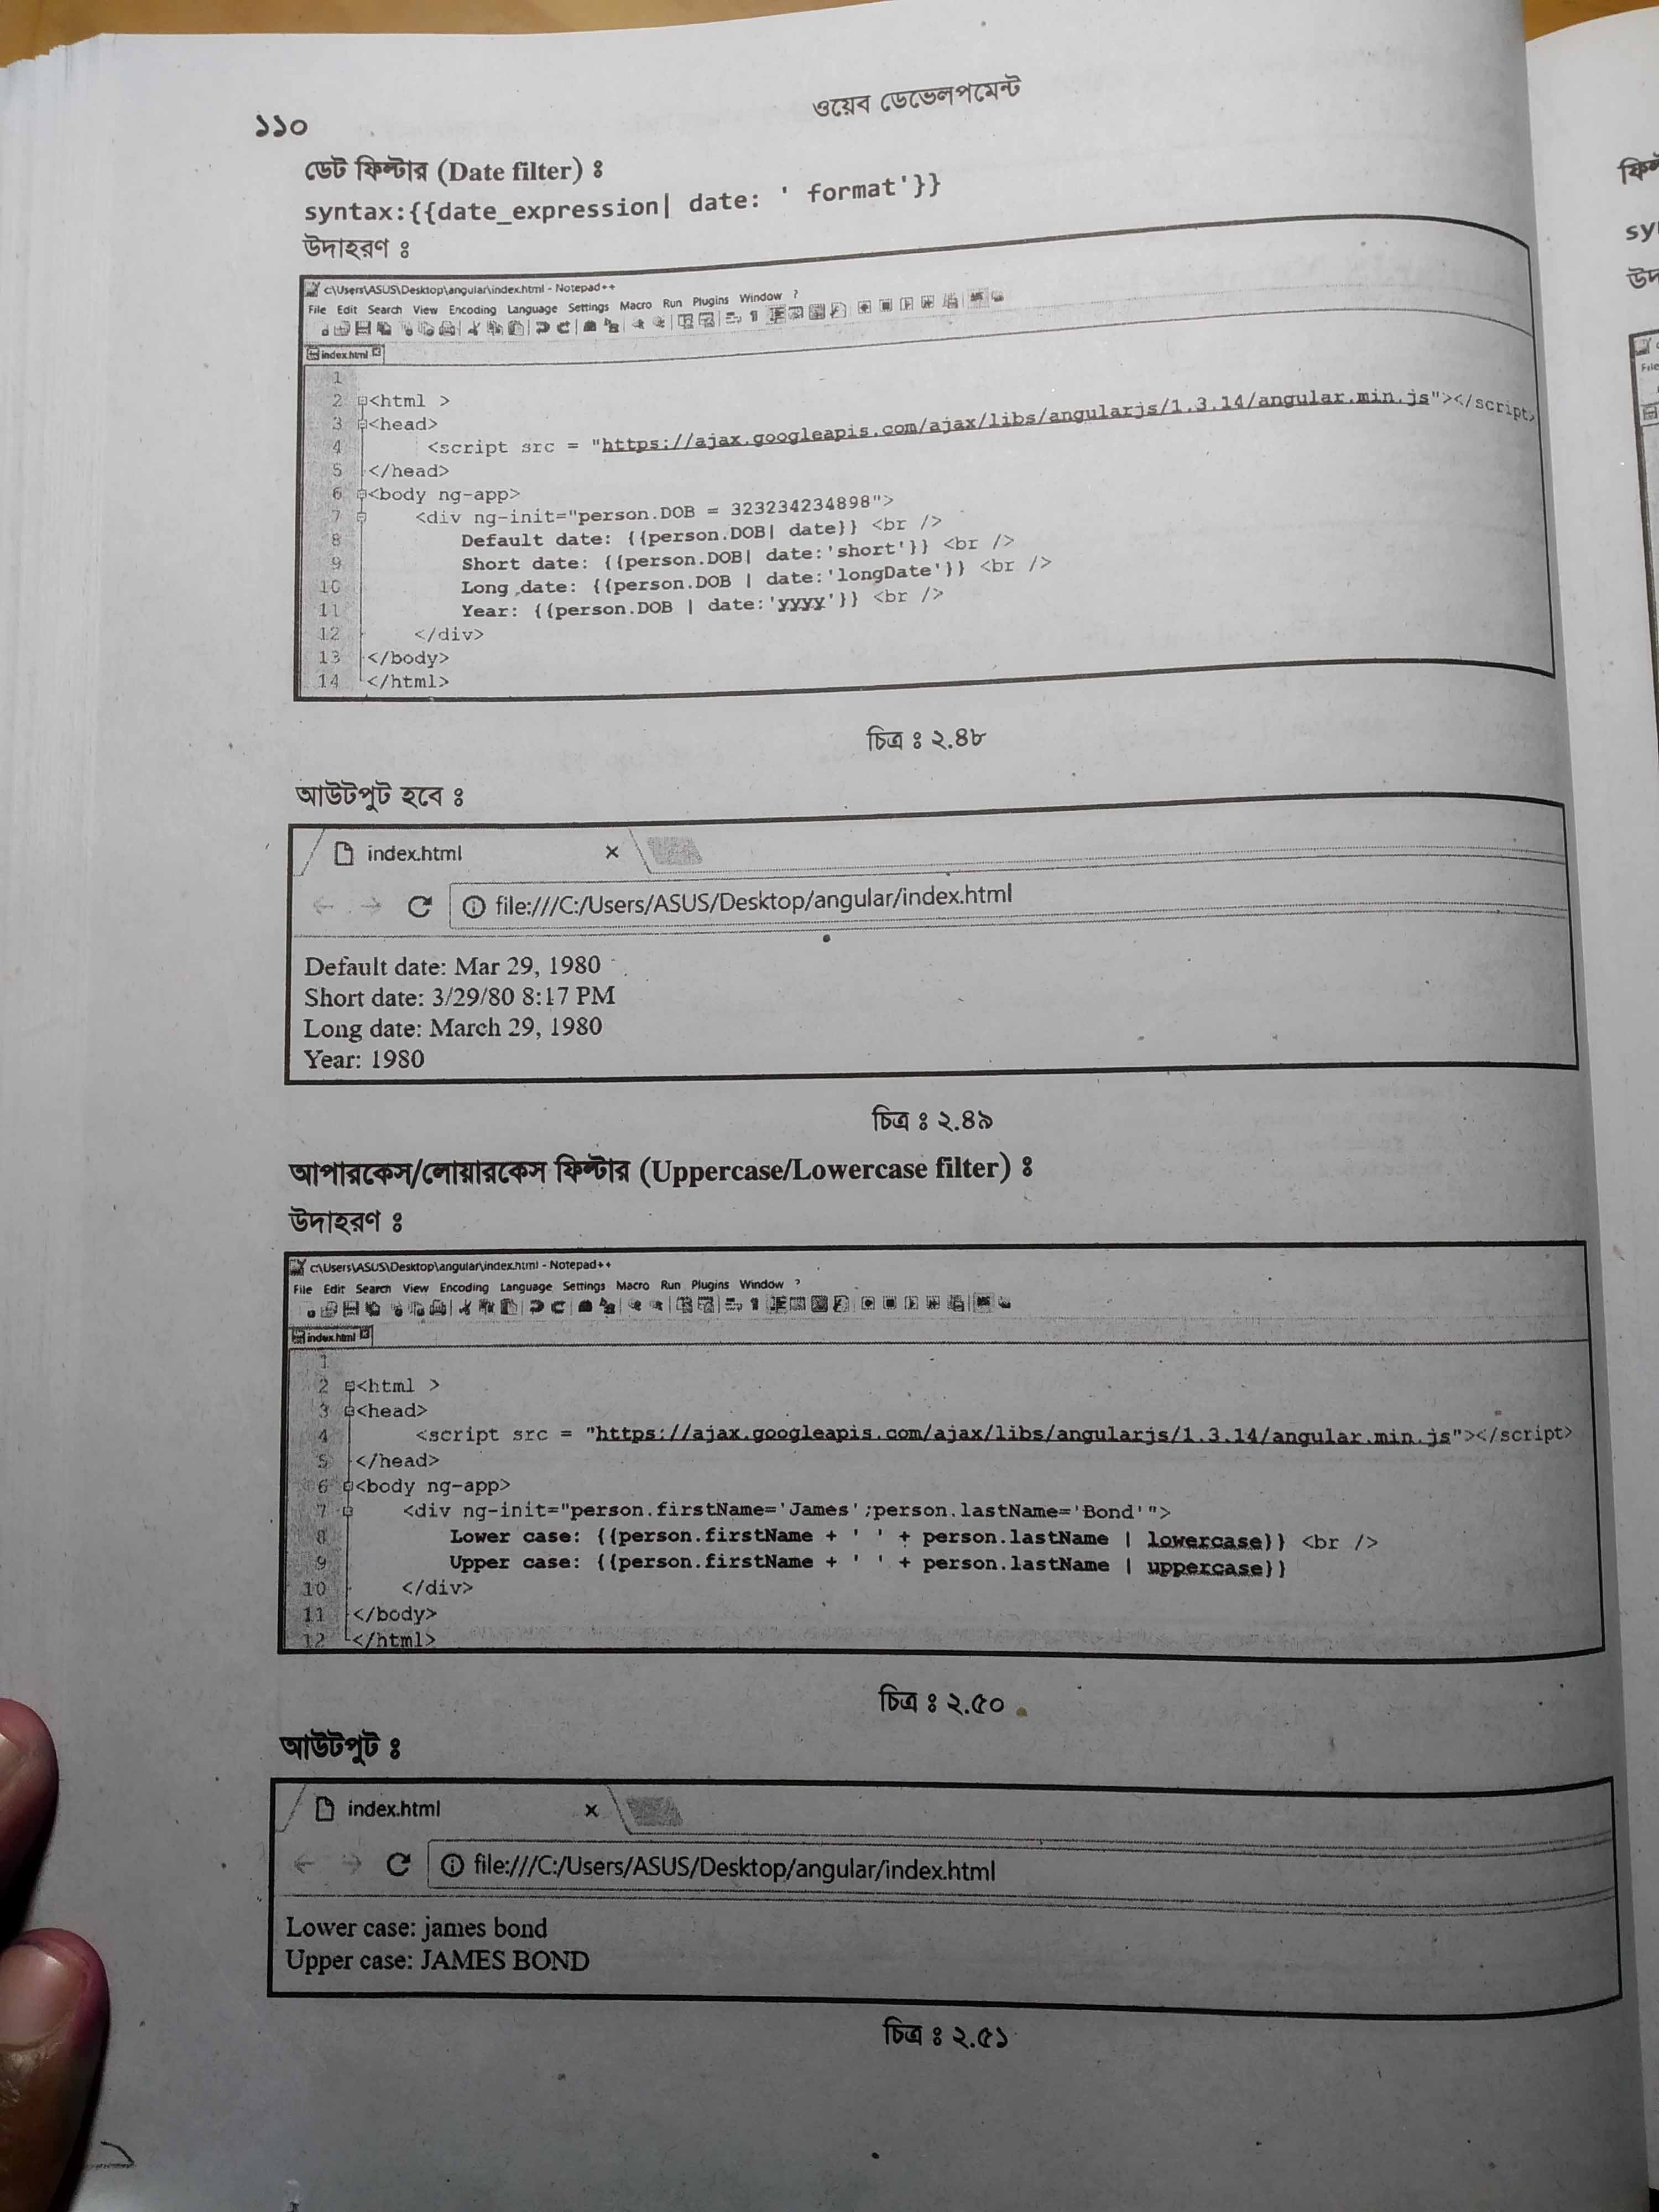 ১১০
ওয়েব ডেভেলপমেন্ট
ডেট ফিল্টার (Date filter) ঃ
syntax:{{date_expression| date: ' format'}}
উদাহরণ ঃ
c\Users\ASUS\Desktop\angular\index.html - Notepad++
File Edit Search View Encoding Language Settings Macro Run Plugins Window ?
index.html
1
2 <html >
3 <head>
4 <script src = "https://ajax.googleapis.com/ajax/libs/angularjs/1.3.14/angular.min.js"></script>
5 </head>
6 <body ng-app>
7 <div ng-init="person.DOB = 323234234898">
8 Default date: {{person.DOB| date}} <br />
9 Short date: {{person.DOB| date:'short'}} <br />
10 Long date: {{person.DOB | date:'longDate'}} <br />
11 Year: {{person.DOB | date:'yyyy'}} <br />
12 </div>
13 </body>
14 </html>
চিত্র ঃ ২.৪৮
আউটপুট হবে ঃ
index.html
file:///C:/Users/ASUS/Desktop/angular/index.html
Default date: Mar 29, 1980
Short date: 3/29/80 8:17 PM
Long date: March 29, 1980
Year: 1980
চিত্র ঃ ২.৪৯
আপারকেস/লোয়ারকেস ফিল্টার (Uppercase/Lowercase filter) ঃ
উদাহরণ ঃ
c\Users\ASUS\Desktop\angular\index.html - Notepad++
File Edit Search View Encoding Language Settings Macro Run Plugins Window ?
index.html
1
2 <html >
3 <head>
4 <script src = "https://ajax.googleapis.com/ajax/libs/angularjs/1.3.14/angular.min.js"></script>
5 </head>
6 <body ng-app>
7 <div ng-init="person.firstName='James';person.lastName='Bond'">
8 Lower case: {{person.firstName + ' ' + person.lastName | lowercase}} <br />
9 Upper case: {{person.firstName + ' ' + person.lastName | uppercase}}
10 </div>
11 </body>
12 </html>
চিত্র ঃ ২.৫০
আউটপুট ঃ
index.html
file:///C:/Users/ASUS/Desktop/angular/index.html
Lower case: james bond
Upper case: JAMES BOND
চিত্র ঃ ২.৫১